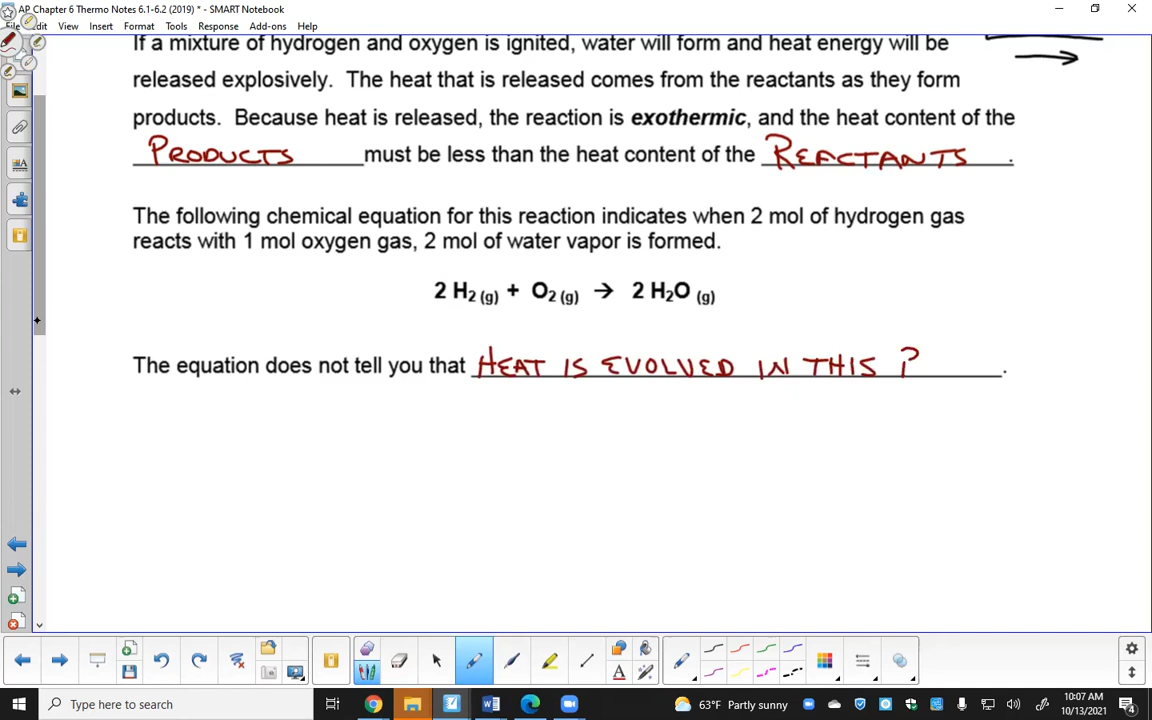 AP Chapter 6 Thermo Notes 6.1-6.2 (2019) * - SMART Notebook
File Edit View Insert Format Tools Response Add-ons Help
If a mixture of hydrogen and oxygen is ignited, water will form and heat energy will be
released explosively. The heat that is released comes from the reactants as they form
products. Because heat is released, the reaction is exothermic, and the heat content of the
PRODUCTS must be less than the heat content of the REACTANTS.
The following chemical equation for this reaction indicates when 2 mol of hydrogen gas
reacts with 1 mol oxygen gas, 2 mol of water vapor is formed.
2 H₂ (g) + O₂ (g) → 2 H₂O (g)
The equation does not tell you that HEAT IS EVOLVED IN THIS .
Type here to search
63°F Partly sunny
10:07 AM
10/13/2021
4